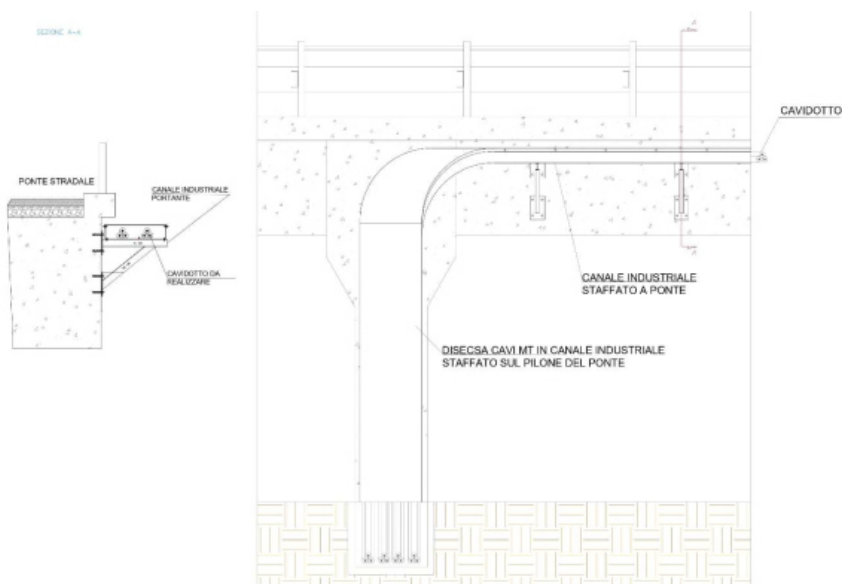 SEZIONE A-A
PONTE STRADALE
CANALE INDUSTRIALE
PORTANTE
CAVIDOTTO DA
REALIZZARE
CAVIDOTTO
CANALE INDUSTRIALE
STAFFATO A PONTE
DISECSA CAVI MT IN CANALE INDUSTRIALE
STAFFATO SUL PILONE DEL PONTE